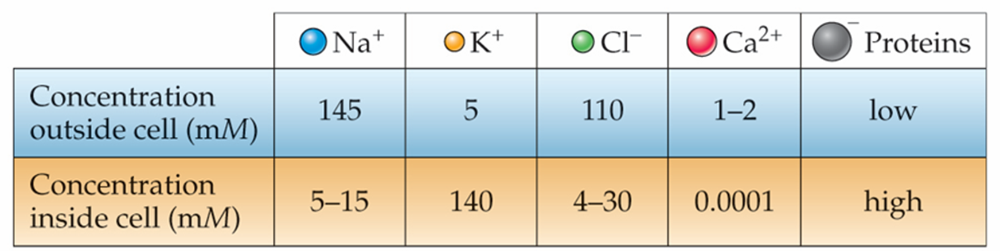 Na⁺ K⁺ Cl⁻ Ca²⁺ ⁻ Proteins
Concentration
outside cell (mM) 145 5 110 1–2 low
Concentration
inside cell (mM) 5–15 140 4–30 0.0001 high